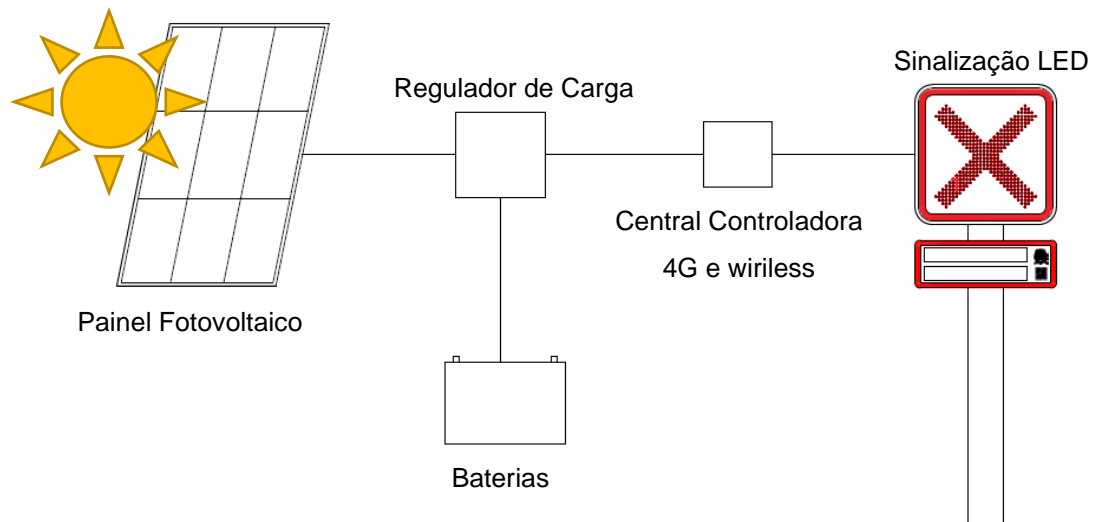 Sinalização LED
Regulador de Carga
Central Controladora
4G e wiriless
Painel Fotovoltaico
Baterias